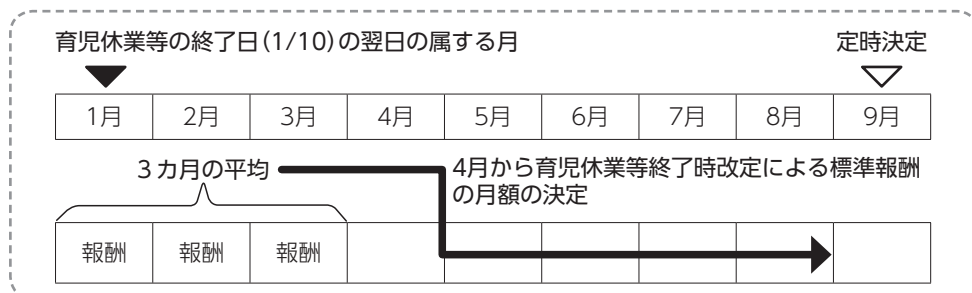 育児休業等の終了日(1/10)の翌日の属する月
定時決定
1月 2月 3月 4月 5月 6月 7月 8月 9月
3カ月の平均
4月から育児休業等終了時改定による標準報酬
の月額の決定
報酬 報酬 報酬